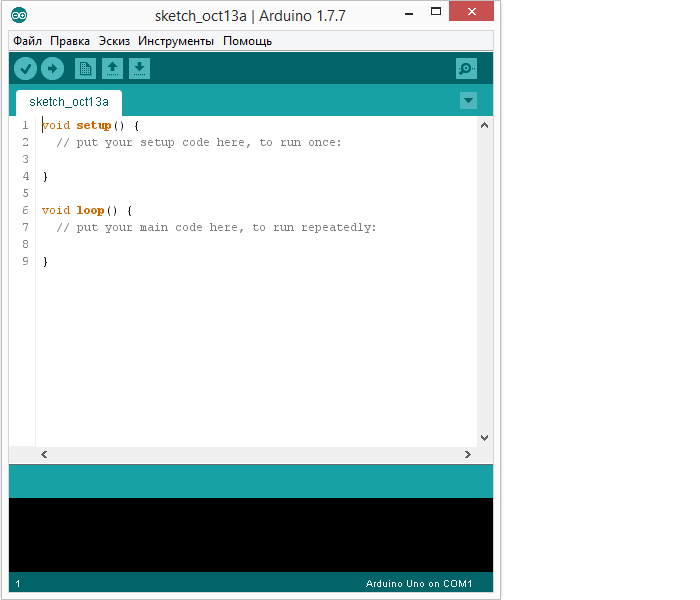 sketch_oct13a | Arduino 1.7.7
Файл Правка Эскиз Инструменты Помощь
sketch_oct13a
1 void setup() {
2   // put your setup code here, to run once:
3
4 }
5
6 void loop() {
7   // put your main code here, to run repeatedly:
8
9 }
1 Arduino Uno on COM1